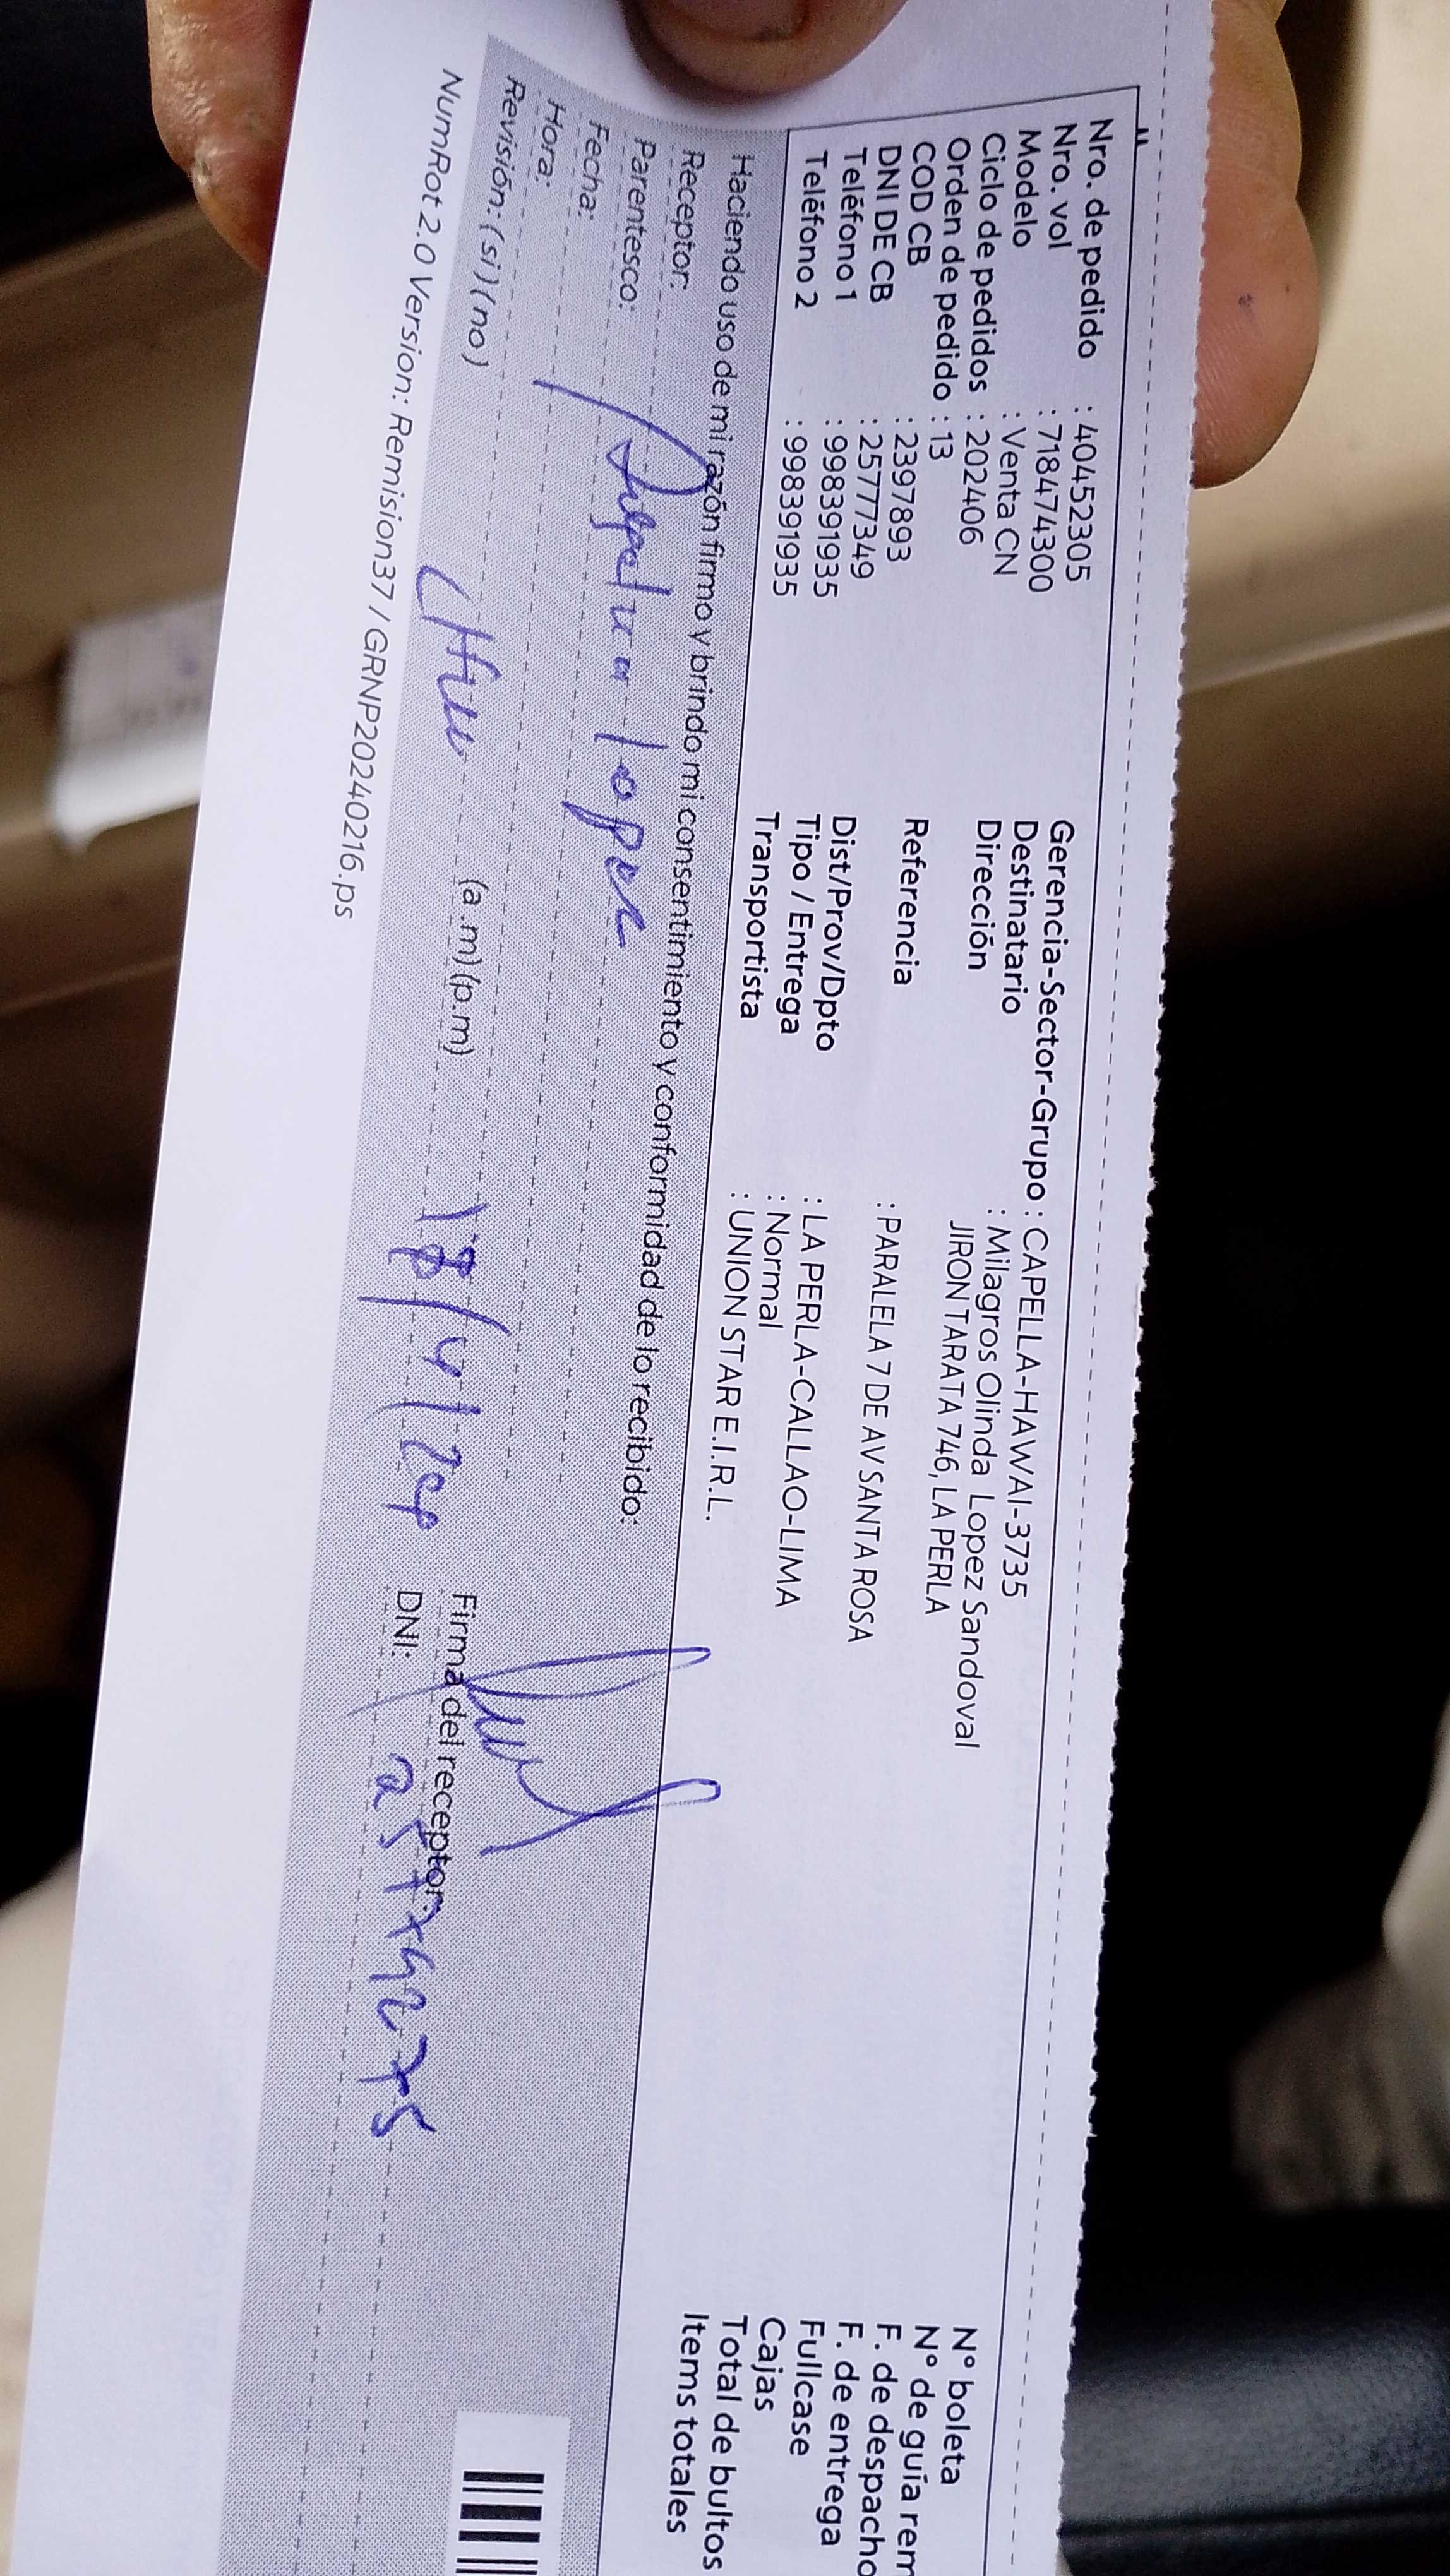 Nro. de pedido : 40452305
Nro. vol : 718474300
Modelo : Venta CN
Ciclo de pedidos : 202406
Orden de pedido : 13
COD CB : 2397893
DNI DE CB : 25777349
Teléfono 1 : 998391935
Teléfono 2 : 998391935
Gerencia-Sector-Grupo : CAPELLA-HAWAI-3735
Destinatario : Milagros Olinda Lopez Sandoval
Dirección JIRON TARATA 746, LA PERLA
Referencia : PARALELA 7 DE AV SANTA ROSA
Dist/Prov/Dpto : LA PERLA-CALLAO-LIMA
Tipo / Entrega : Normal
Transportista : UNION STAR E.I.R.L.
N° boleta
N° de guía rem
F. de despacho
F. de entrega
Fullcase
Cajas
Total de bultos
Items totales
Haciendo uso de mi razón firmo y brindo mi consentimiento y conformidad de lo recibido:
Receptor:
Parentesco: Lopez
Fecha:
Hora: (a.m)(p.m) 18/4/24
Revisión: (si) (no)
Firma del receptor:
DNI:
NumRot 2.0 Version: Remision37 / GRNP20240216.ps